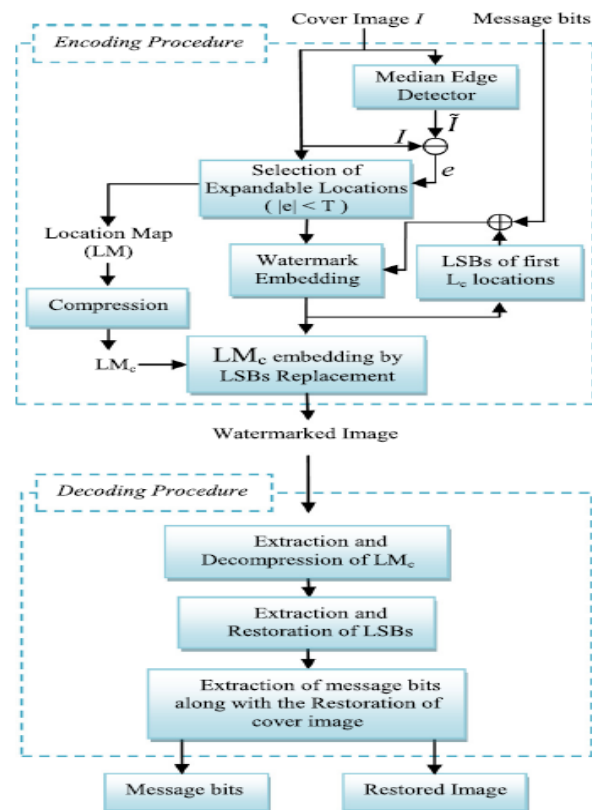 Cover Image I
Message bits
Encoding Procedure
Median Edge
Detector
I
Ĩ
e
Selection of
Expandable Locations
( |e| < T )
Location Map
(LM)
Watermark
Embedding
LSBs of first
Lc locations
Compression
LMc
LMc embedding by
LSBs Replacement
Watermarked Image
Decoding Procedure
Extraction and
Decompression of LMc
Extraction and
Restoration of LSBs
Extraction of message bits
along with the Restoration of
cover image
Message bits
Restored Image